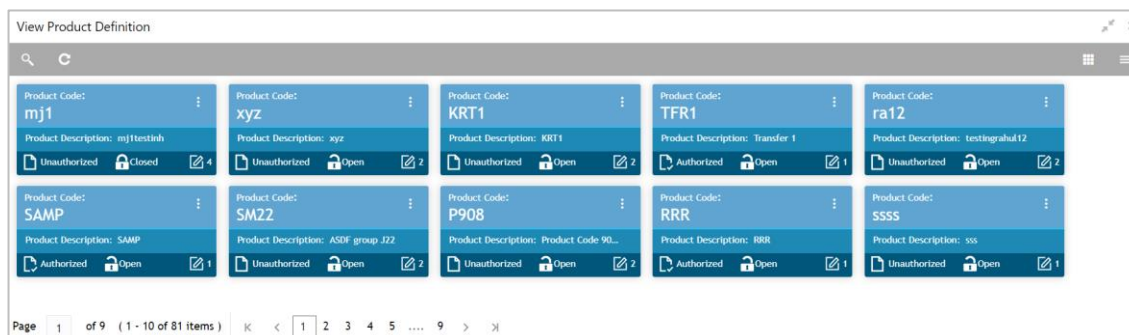 View Product Definition
Product Code:
mj1
Product Description: mj1testinh
Unauthorized Closed 4
Product Code:
xyz
Product Description: xyz
Unauthorized Open 2
Product Code:
KRT1
Product Description: KRT1
Unauthorized Open 2
Product Code:
TFR1
Product Description: Transfer 1
Authorized Open 1
Product Code:
ra12
Product Description: testingrahul12
Unauthorized Open 2
Product Code:
SAMP
Product Description: SAMP
Authorized Open 1
Product Code:
SM22
Product Description: ASDF group J22
Unauthorized Open 2
Product Code:
P908
Product Description: Product Code 90...
Unauthorized Open 2
Product Code:
RRR
Product Description: RRR
Authorized Open 1
Product Code:
ssss
Product Description: sss
Unauthorized Open 1
Page 1 of 9 ( 1 - 10 of 81 items ) 1 2 3 4 5 .... 9